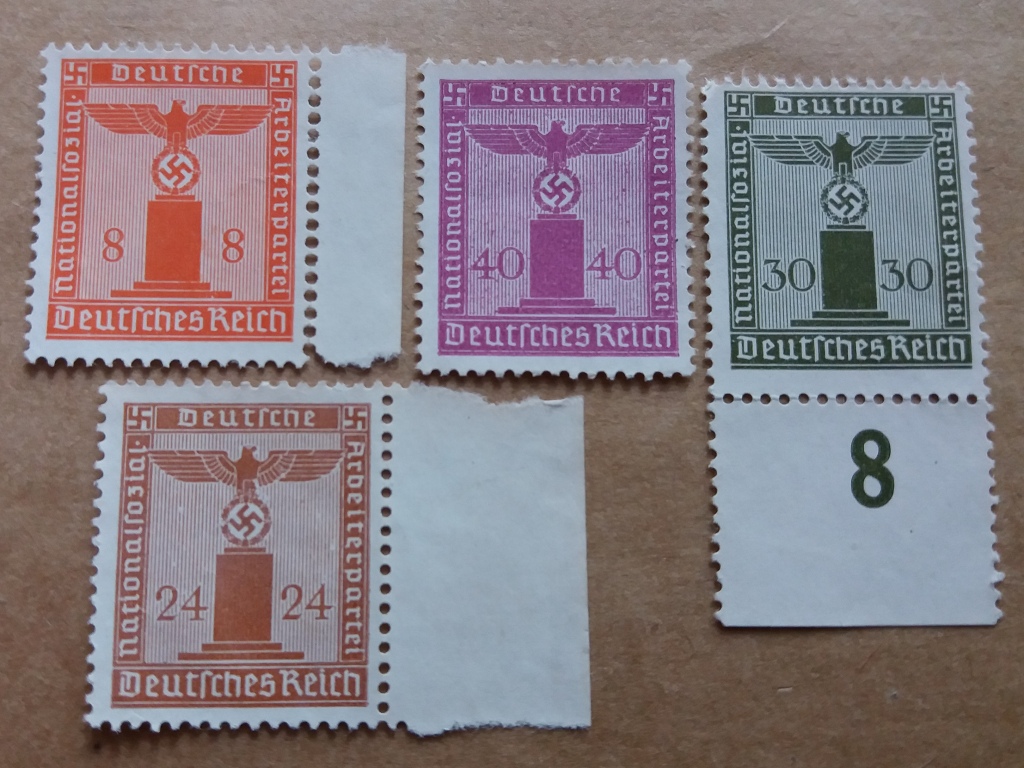 Deutsche
Nationalsozial.
Arbeiterpartei
8 8
Deutsches Reich
Deutsche
Nationalsozial.
Arbeiterpartei
40 40
Deutsches Reich
Deutsche
Nationalsozial.
Arbeiterpartei
30 30
Deutsches Reich
8
Deutsche
Nationalsozial.
Arbeiterpartei
24 24
Deutsches Reich